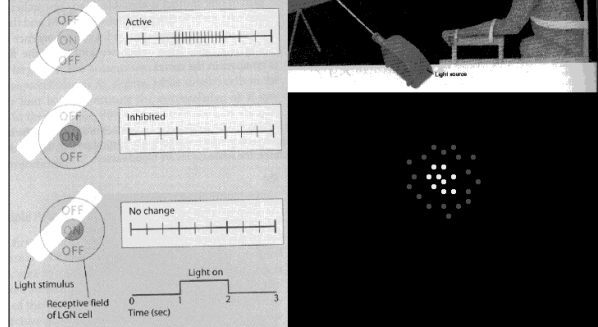 OFF
ON
OFF
Active
OFF
ON
OFF
Inhibited
OFF
ON
OFF
No change
Light on
0 1 2 3
Time (sec)
Light stimulus
Receptive field
of LGN cell
Light source